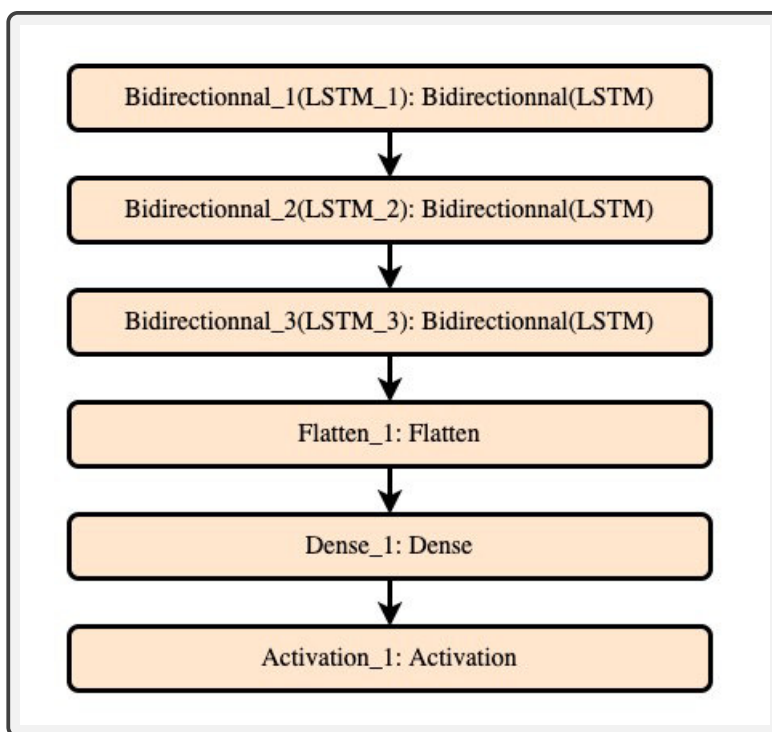 Bidirectionnal_1(LSTM_1): Bidirectionnal(LSTM)
Bidirectionnal_2(LSTM_2): Bidirectionnal(LSTM)
Bidirectionnal_3(LSTM_3): Bidirectionnal(LSTM)
Flatten_1: Flatten
Dense_1: Dense
Activation_1: Activation